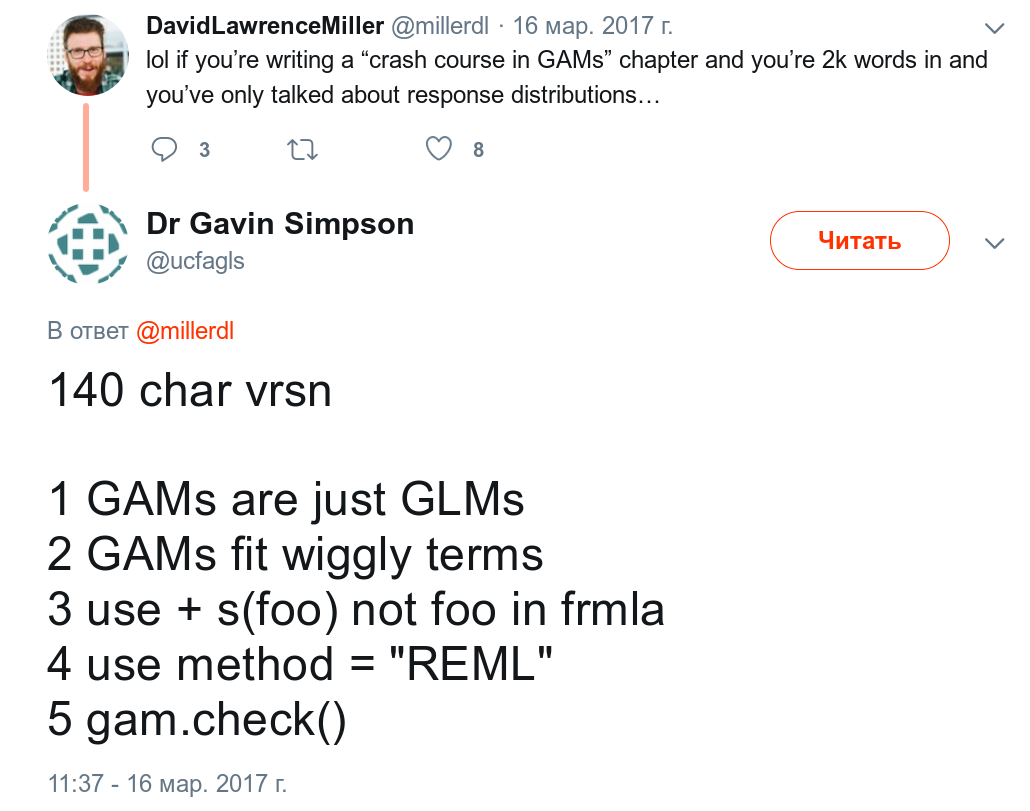 DavidLawrenceMiller @millerdl · 16 мар. 2017 г.
lol if you’re writing a “crash course in GAMs” chapter and you’re 2k words in and
you’ve only talked about response distributions…
3 8
Dr Gavin Simpson
@ucfagls
Читать
В ответ @millerdl
140 char vrsn
1 GAMs are just GLMs
2 GAMs fit wiggly terms
3 use + s(foo) not foo in frmla
4 use method = "REML"
5 gam.check()
11:37 - 16 мар. 2017 г.